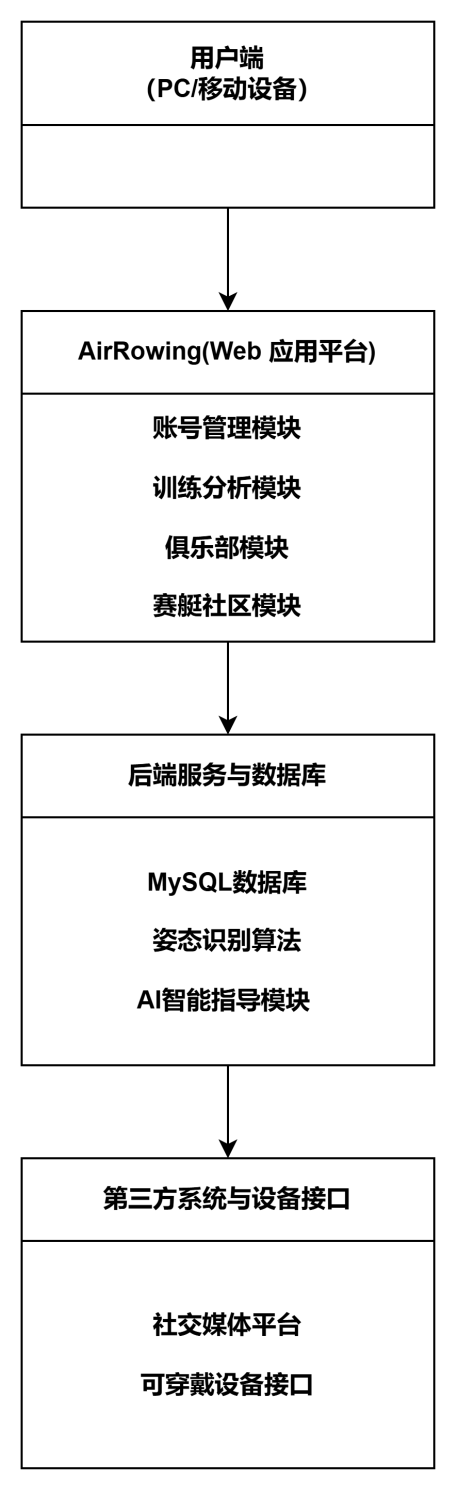 用户端
（PC/移动设备）
AirRowing(Web 应用平台)
账号管理模块
训练分析模块
俱乐部模块
赛艇社区模块
后端服务与数据库
MySQL数据库
姿态识别算法
AI智能指导模块
第三方系统与设备接口
社交媒体平台
可穿戴设备接口